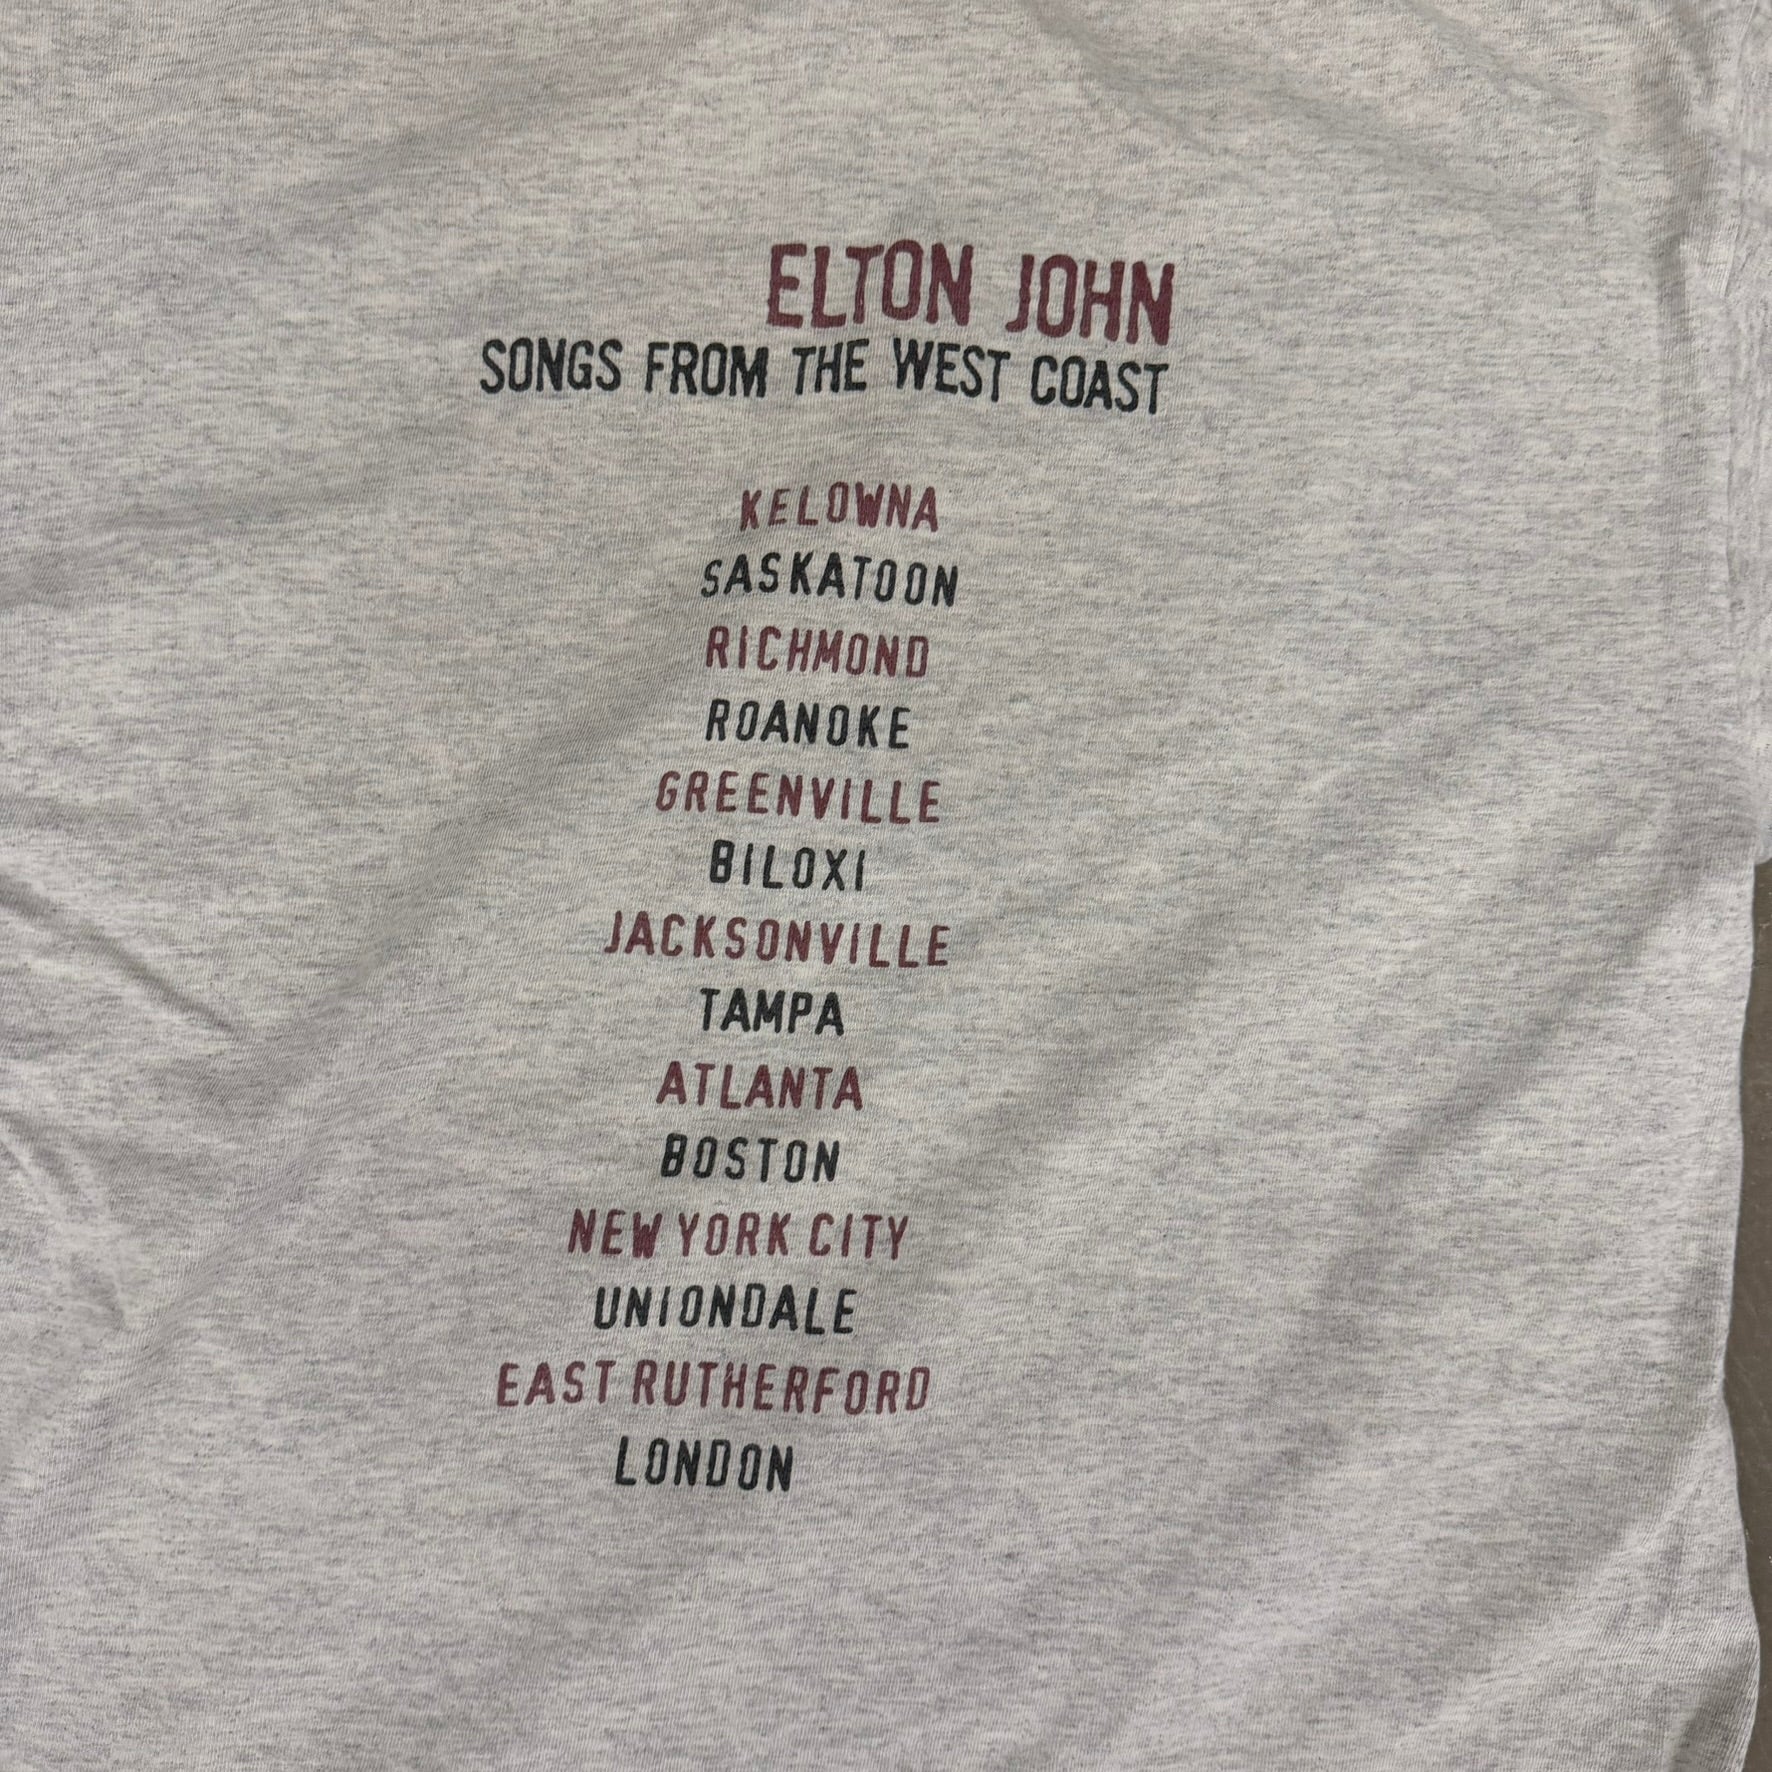 ELTON JOHN
SONGS FROM THE WEST COAST
KELOWNA
SASKATOON
RICHMOND
ROANOKE
GREENVILLE
BILOXI
JACKSONVILLE
TAMPA
ATLANTA
BOSTON
NEW YORK CITY
UNIONDALE
EAST RUTHERFORD
LONDON